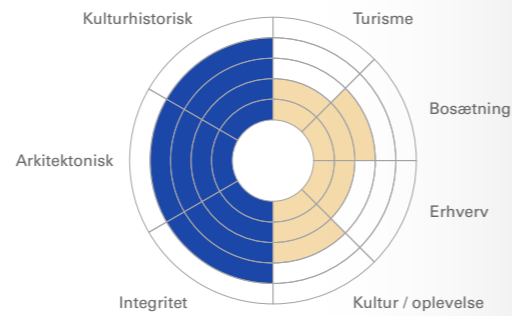 Kulturhistorisk
Turisme
Bosætning
Arkitektonisk
Erhverv
Integritet
Kultur / oplevelse